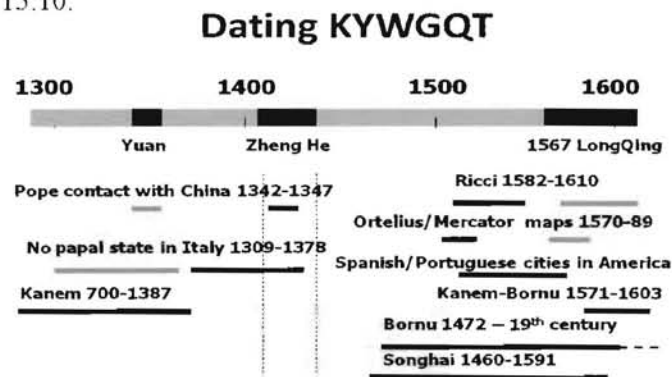 15.10.
Dating KYWGQT
1300 1400 1500 1600
Yuan Zheng He 1567 LongQing
Ricci 1582-1610
Pope contact with China 1342-1347
Ortelius/Mercator maps 1570-89
No papal state in Italy 1309-1378
Spanish/Portuguese cities in America
Kanem 700-1387 Kanem-Bornu 1571-1603
Bornu 1472 – 19th century
Songhai 1460-1591